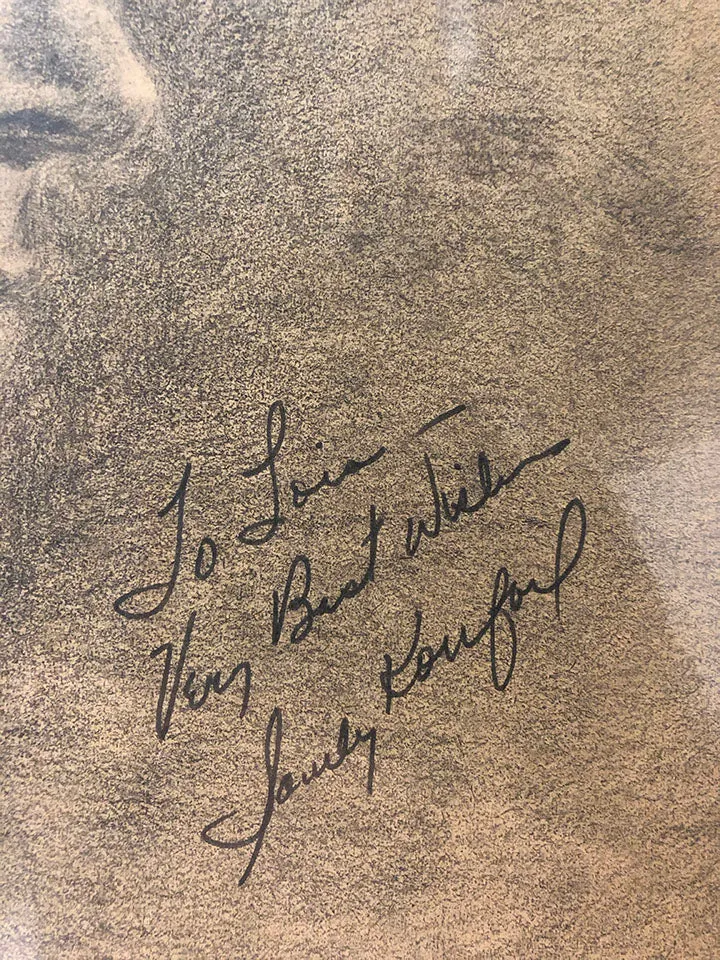 To Lois —
Very Best Wishes
Sandy Koufax